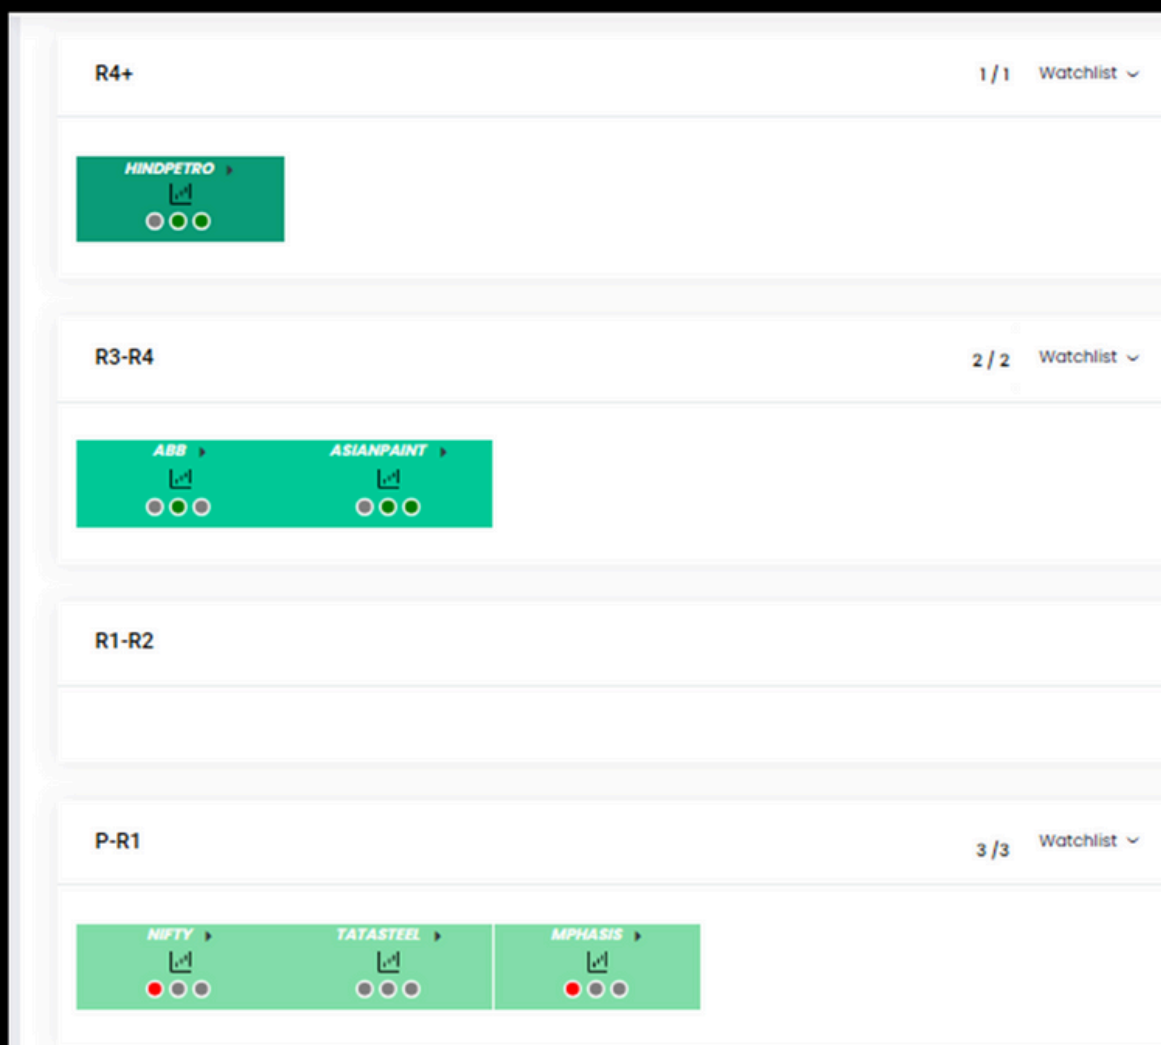 R4+ 1 / 1 Watchlist
HINDPETRO
R3-R4 2 / 2 Watchlist
ABB ASIANPAINT
R1-R2
P-R1 3 /3 Watchlist
NIFTY TATASTEEL MPHASIS